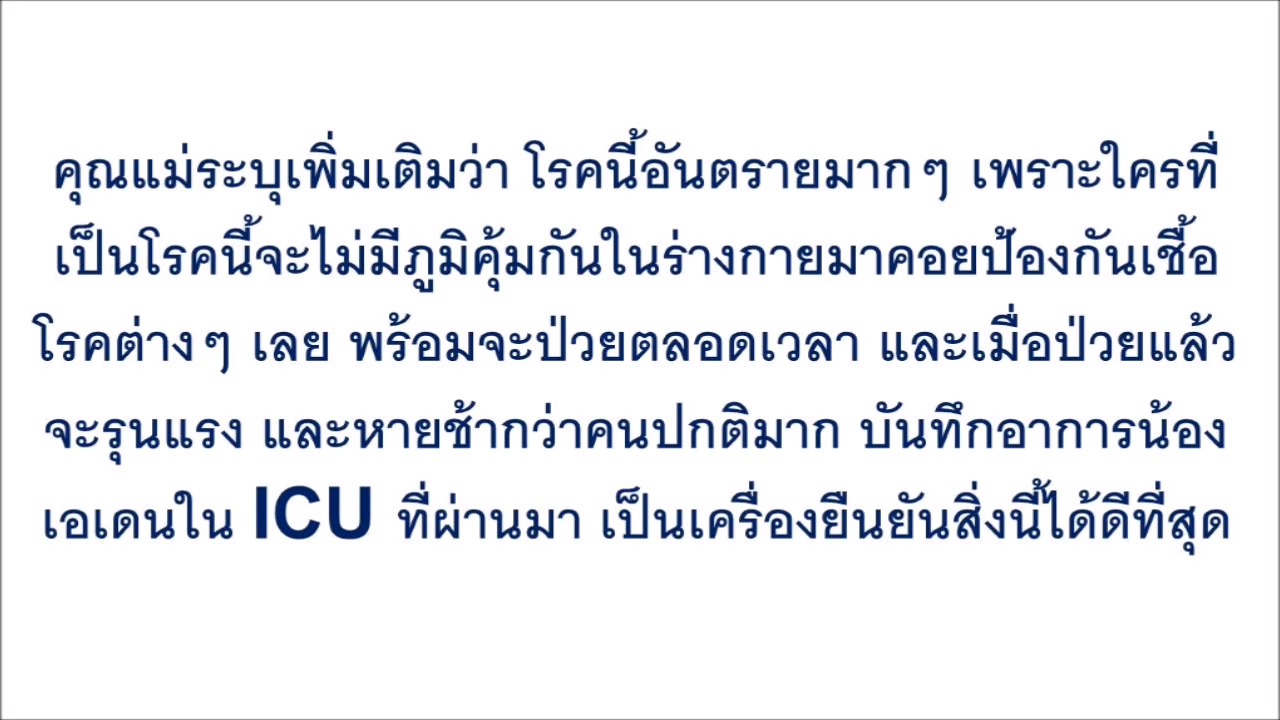 คุณแม่ระบุเพิ่มเติมว่า โรคนี้อันตรายมาก ๆ เพราะใครที่
เป็นโรคนี้จะไม่มีภูมิคุ้มกันในร่างกายมาคอยป้องกันเชื้อ
โรคต่าง ๆ เลย พร้อมจะป่วยตลอดเวลา และเมื่อป่วยแล้ว
จะรุนแรง และหายช้ากว่าคนปกติมาก บันทึกอาการน้อง
เอเดนใน ICU ที่ผ่านมา เป็นเครื่องยืนยันสิ่งนี้ได้ดีที่สุด